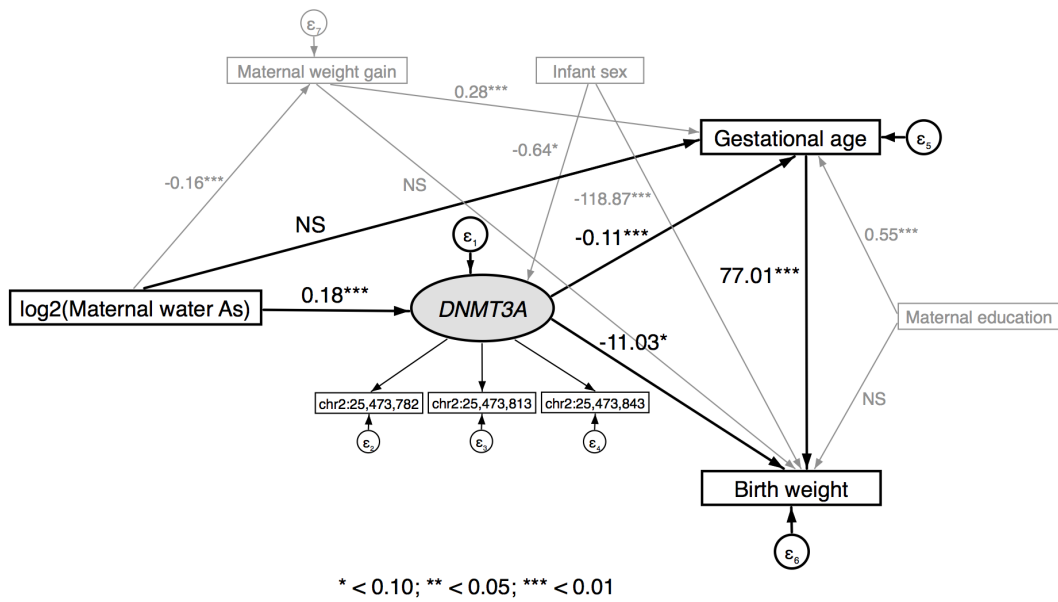 ε7
Maternal weight gain
Infant sex
0.28***
Gestational age
ε5
-0.64*
-0.16***
NS
-118.87***
NS
ε1
-0.11***
0.55***
77.01***
log2(Maternal water As)
0.18***
DNMT3A
Maternal education
-11.03*
chr2:25,473,782
chr2:25,473,813
chr2:25,473,843
NS
ε2
ε3
ε4
Birth weight
ε6
* < 0.10; ** < 0.05; *** < 0.01